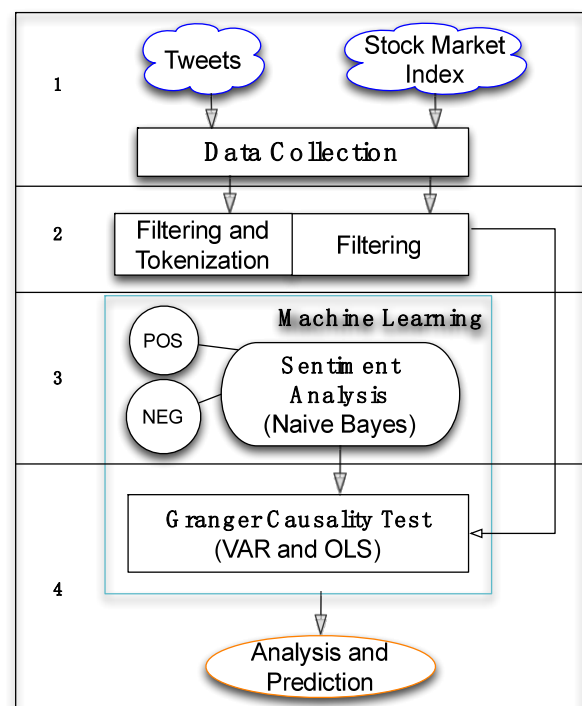 Tweets
Stock Market
Index
1
Data Collection
2
Filtering and
Tokenization
Filtering
Machine Learning
POS
NEG
3
Sentiment
Analysis
(Naive Bayes)
Granger Causality Test
(VAR and OLS)
4
Analysis and
Prediction